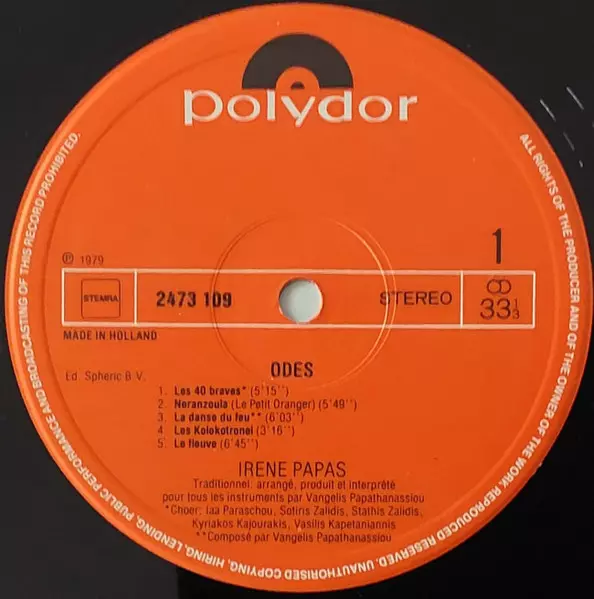 polydor
ALL RIGHTS OF THE PRODUCER AND OF THE OWNER OF THE WORK REPRODUCED RESERVED. UNAUTHORISED COPYING, HIRING, LENDING, PUBLIC PERFORMANCE AND BROADCASTING OF THIS RECORD PROHIBITED.
℗ 1979
1
STEMRA
2473 109
STEREO
33 1/3
MADE IN HOLLAND
ODES
Ed. Spheric B.V.
1. Les 40 braves* (5'15'')
2. Neranzoula (Le Petit Oranger) (5'49'')
3. La danse du feu** (6'03'')
4. Les Kolokotronei (3'16'')
5. Le fleuve (6'45'')
IRENE PAPAS
Traditionnel: arrangé, produit et interprété
pour tous les instruments par Vangelis Papathanassiou
*Choer: Iaa Paraschou, Sotiris Zalidis, Stathis Zalidis,
Kyriakos Kajourakis, Vasilis Kapetaniannis
**Composé par Vangelis Papathanassiou